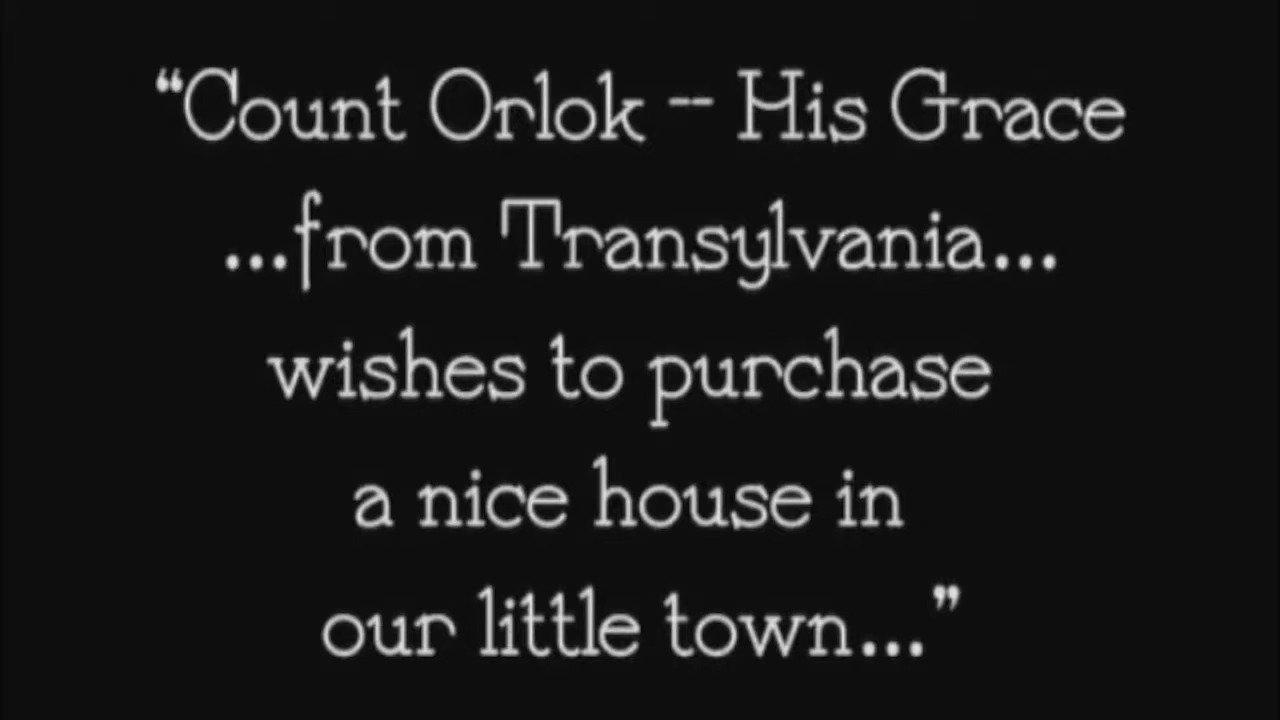 “Count Orlok -- His Grace
...from Transylvania...
wishes to purchase
a nice house in
our little town...”